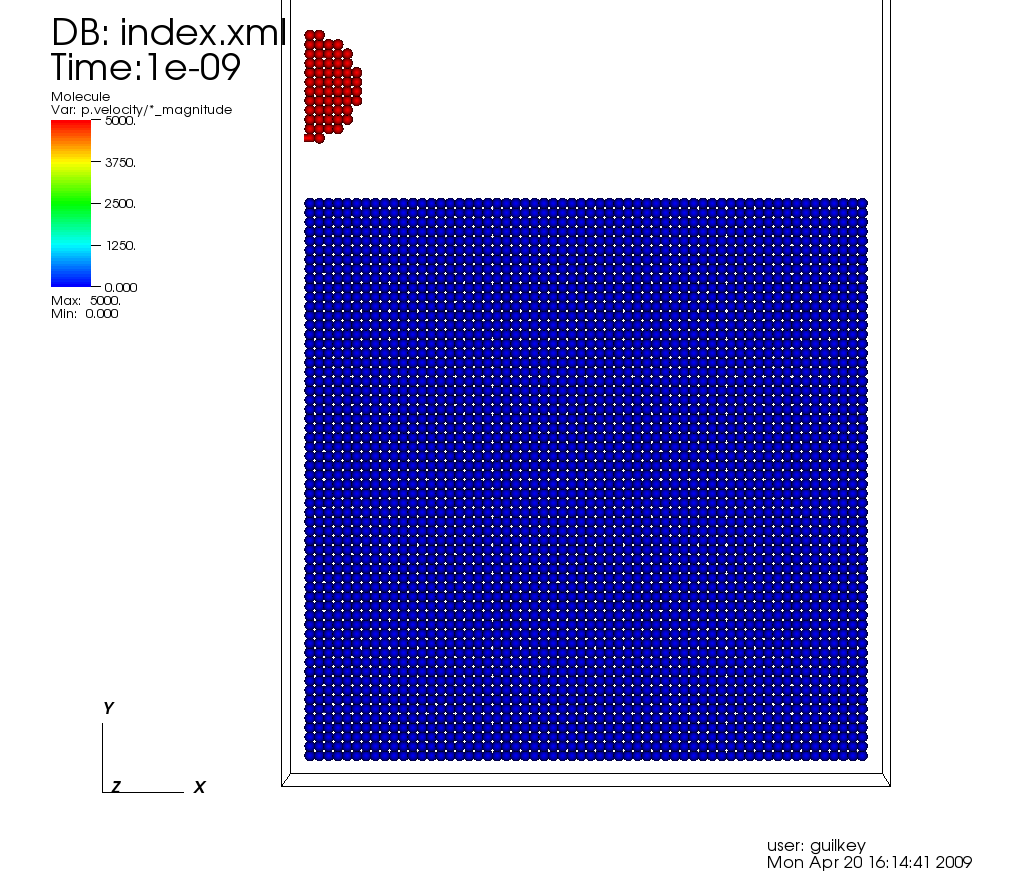 DB: index.xml
Time:1e-09
Molecule
Var: p.velocity/*_magnitude
5000.
3750.
2500.
1250.
0.000
Max: 5000.
Min: 0.000
Y
Z
X
user: guilkey
Mon Apr 20 16:14:41 2009